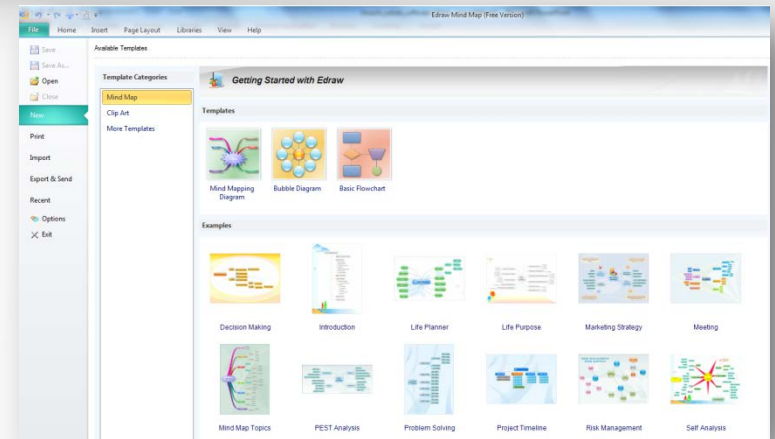 Edraw Mind Map (Free Version)
File Home Insert Page Layout Libraries View Help
Save
Save As...
Open
Close
New
Print
Import
Export & Send
Recent
Options
Exit
Available Templates
Template Categories
Mind Map
Clip Art
More Templates
Getting Started with Edraw
Templates
Mind Mapping Diagram
Bubble Diagram
Basic Flowchart
Examples
Decision Making
Introduction
Life Planner
Life Purpose
Marketing Strategy
Meeting
Mind Map Topics
PEST Analysis
Problem Solving
Project Timeline
Risk Management
Self Analysis